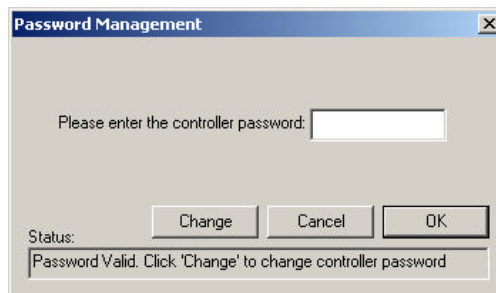 Password Management
Please enter the controller password:
Change Cancel OK
Status:
Password Valid. Click 'Change' to change controller password